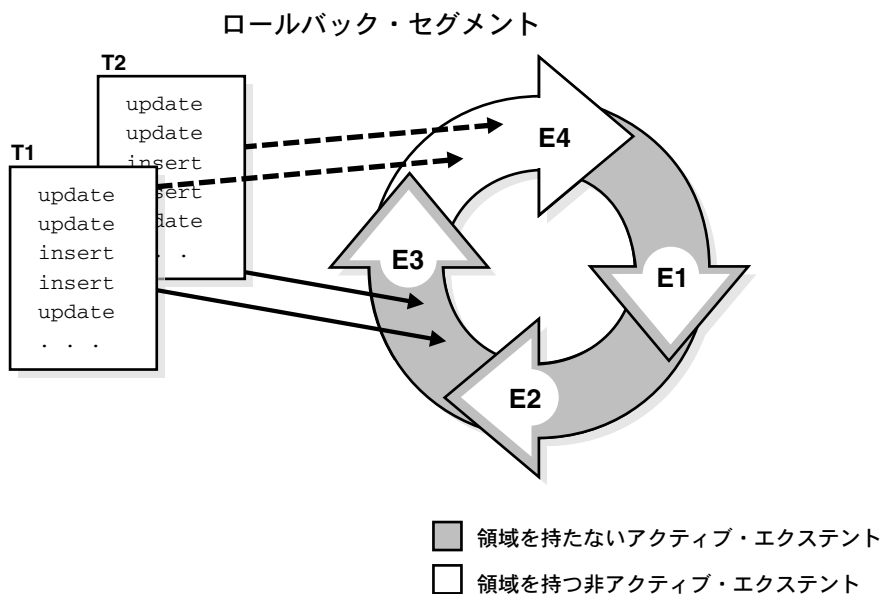 ロールバック・セグメント
T2
update
update
insert
sert
date
. .
T1
update
update
insert
insert
update
. . .
E4
E3
E1
E2
領域を持たないアクティブ・エクステント
領域を持つ非アクティブ・エクステント